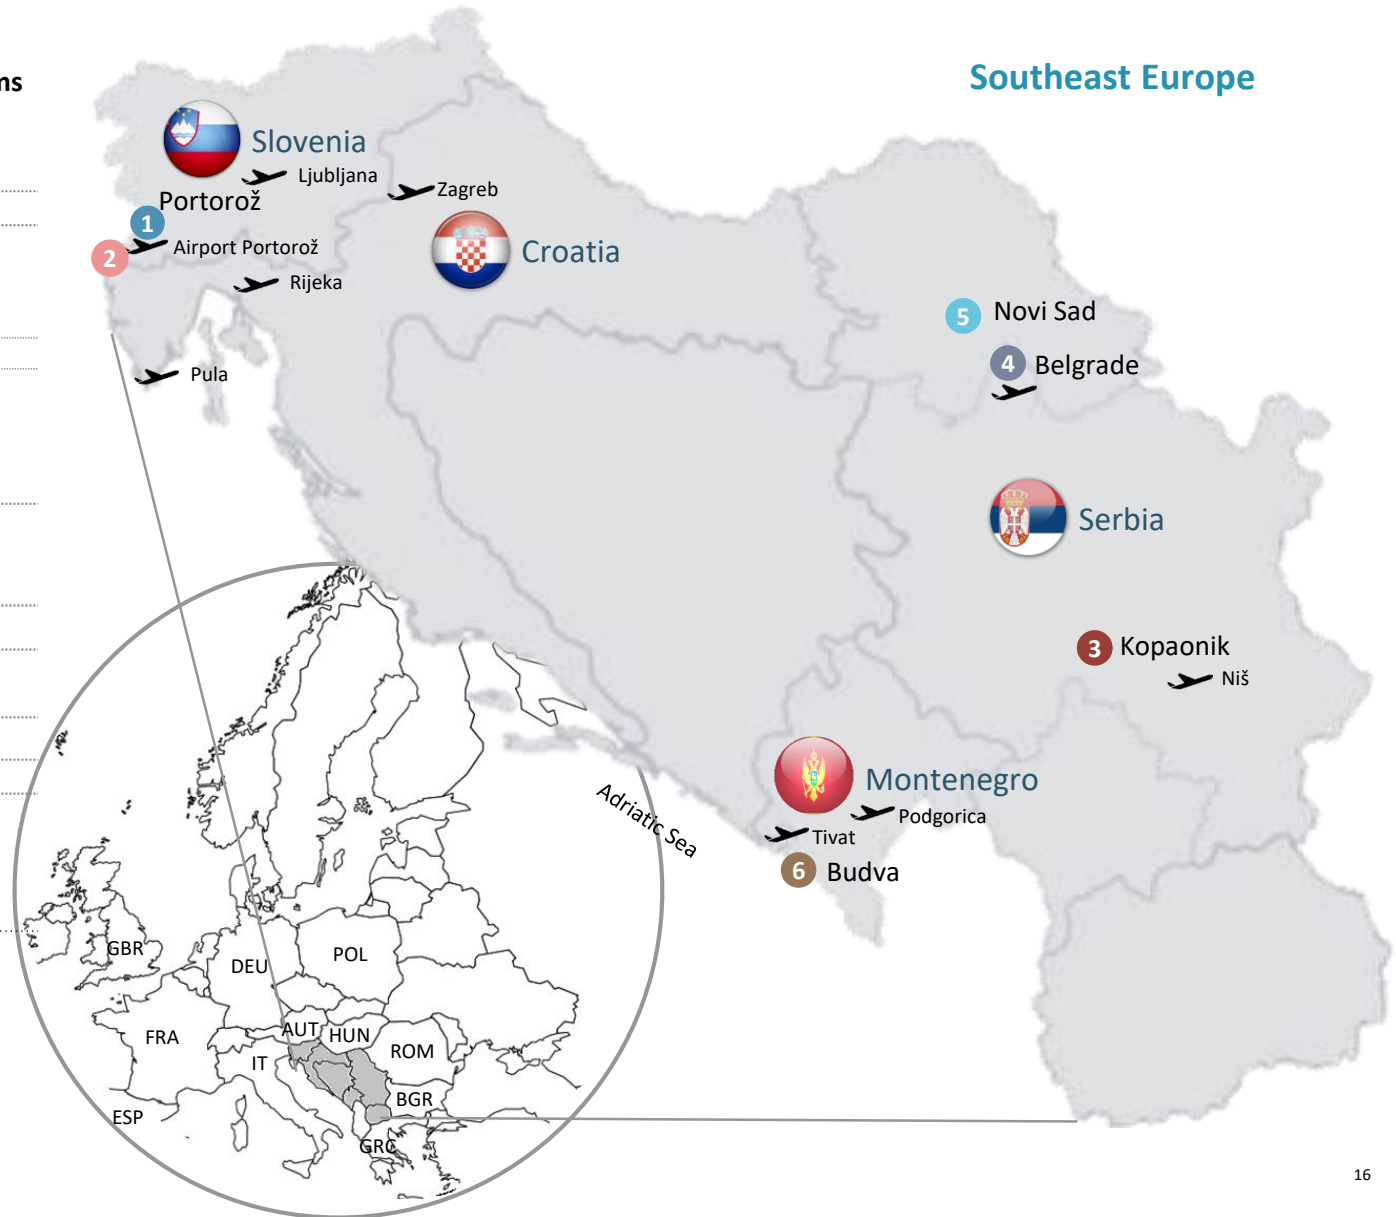 ms
Southeast Europe
Slovenia
Ljubljana
Zagreb
Portorož
1
Airport Portorož
2
Croatia
Rijeka
Pula
5 Novi Sad
4 Belgrade
Serbia
3 Kopaonik
Niš
Montenegro
Podgorica
Tivat
6 Budva
Adriatic Sea
GBR
DEU
POL
FRA
AUT
HUN
ROM
IT
BGR
ESP
GRC
16